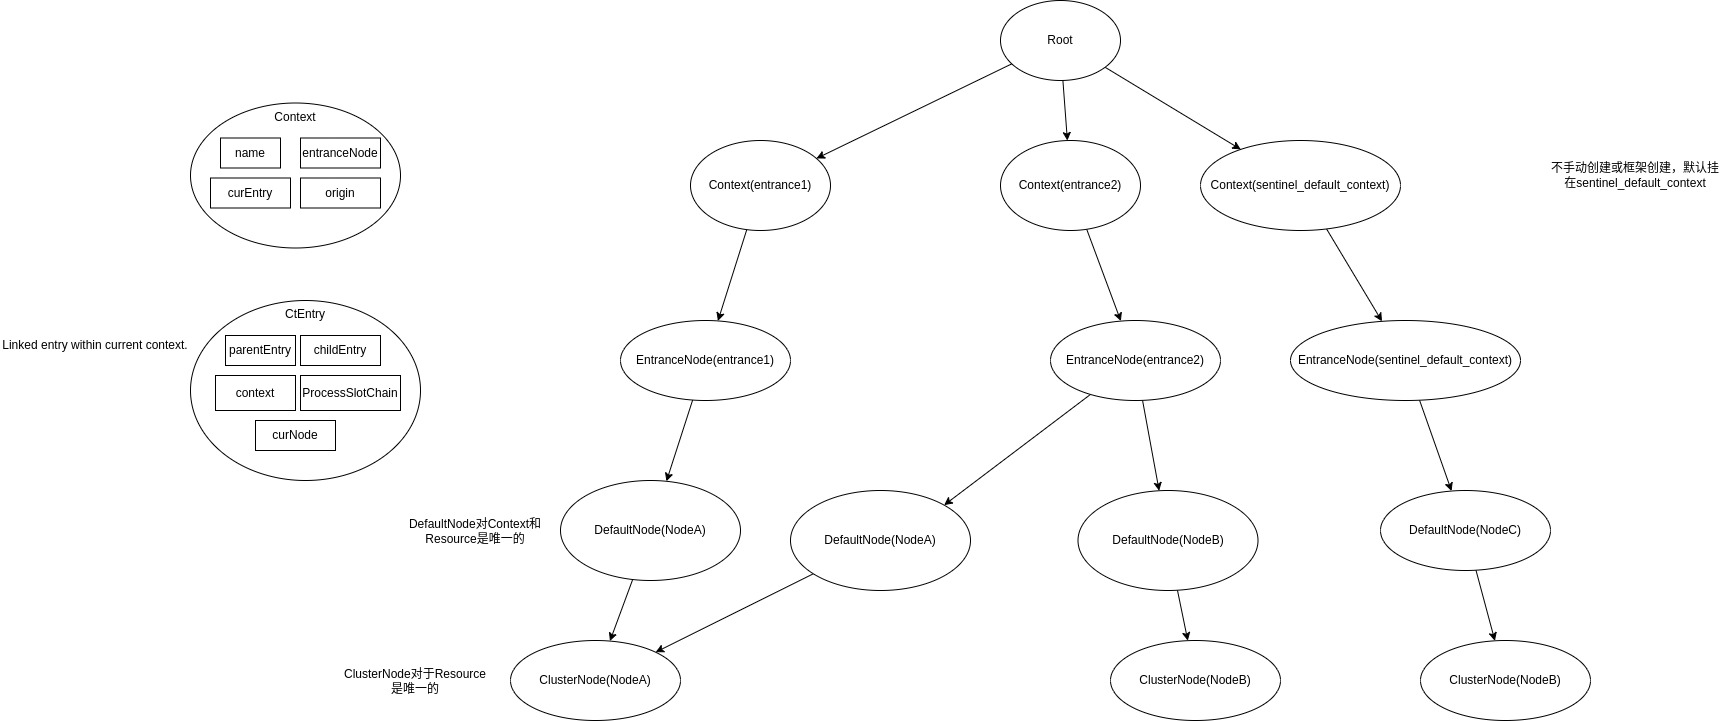 Root
Context
name
entranceNode
curEntry
origin
Context(entrance1)
Context(entrance2)
Context(sentinel_default_context)
不手动创建或框架创建，默认挂
在sentinel_default_context
CtEntry
Linked entry within current context.
parentEntry
childEntry
context
ProcessSlotChain
curNode
EntranceNode(entrance1)
EntranceNode(entrance2)
EntranceNode(sentinel_default_context)
DefaultNode对Context和
Resource是唯一的
DefaultNode(NodeA)
DefaultNode(NodeA)
DefaultNode(NodeB)
DefaultNode(NodeC)
ClusterNode对于Resource
是唯一的
ClusterNode(NodeA)
ClusterNode(NodeB)
ClusterNode(NodeB)